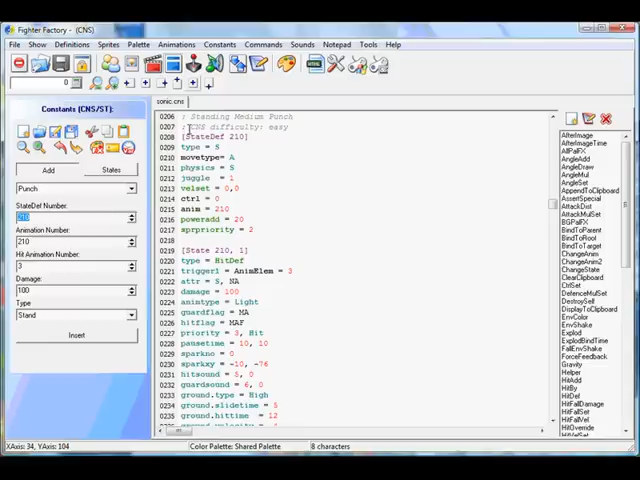 Fighter Factory - (CNS)
File Show Definitions Sprites Palette Animations Constants Commands Sounds Notepad Tools Help
0
Constants (CNS/ST):
Add States
Punch
StateDef Number:
210
Animation Number:
210
Hit Animation Number:
3
Damage:
100
Type
Stand
Insert
sonic.cns
0206 ; Standing Medium Punch
0207 ; CNS difficulty: easy
0208 [StateDef 210]
0209 type = S
0210 movetype= A
0211 physics = S
0212 juggle = 1
0213 velset = 0,0
0214 ctrl = 0
0215 anim = 210
0216 poweradd = 20
0217 sprpriority = 2
0218
0219 [State 210, 1]
0220 type = HitDef
0221 trigger1 = AnimElem = 3
0222 attr = S, NA
0223 damage = 100
0224 animtype = Light
0225 guardflag = MA
0226 hitflag = MAF
0227 priority = 3, Hit
0228 pausetime = 10, 10
0229 sparkno = 0
0230 sparkxy = -10, -76
0231 hitsound = 5, 0
0232 guardsound = 6, 0
0233 ground.type = High
0234 ground.slidetime = 5
0235 ground.hittime = 12
AfterImage
AfterImageTime
AllPalFX
AngleAdd
AngleDraw
AngleMul
AngleSet
AppendToClipboard
AssertSpecial
AttackDist
AttackMulSet
BGPalFX
BindToParent
BindToRoot
BindToTarget
ChangeAnim
ChangeAnim2
ChangeState
ClearClipboard
CtrlSet
DefenceMulSet
DestroySelf
DisplayToClipboard
EnvColor
EnvShake
Explod
ExplodBindTime
FallEnvShake
ForceFeedback
Gravity
Helper
HitAdd
HitBy
HitDef
HitFallDamage
HitFallSet
HitFallVel
XAxis: 34, YAxis: 104 Color Palette: Shared Palette 8 characters